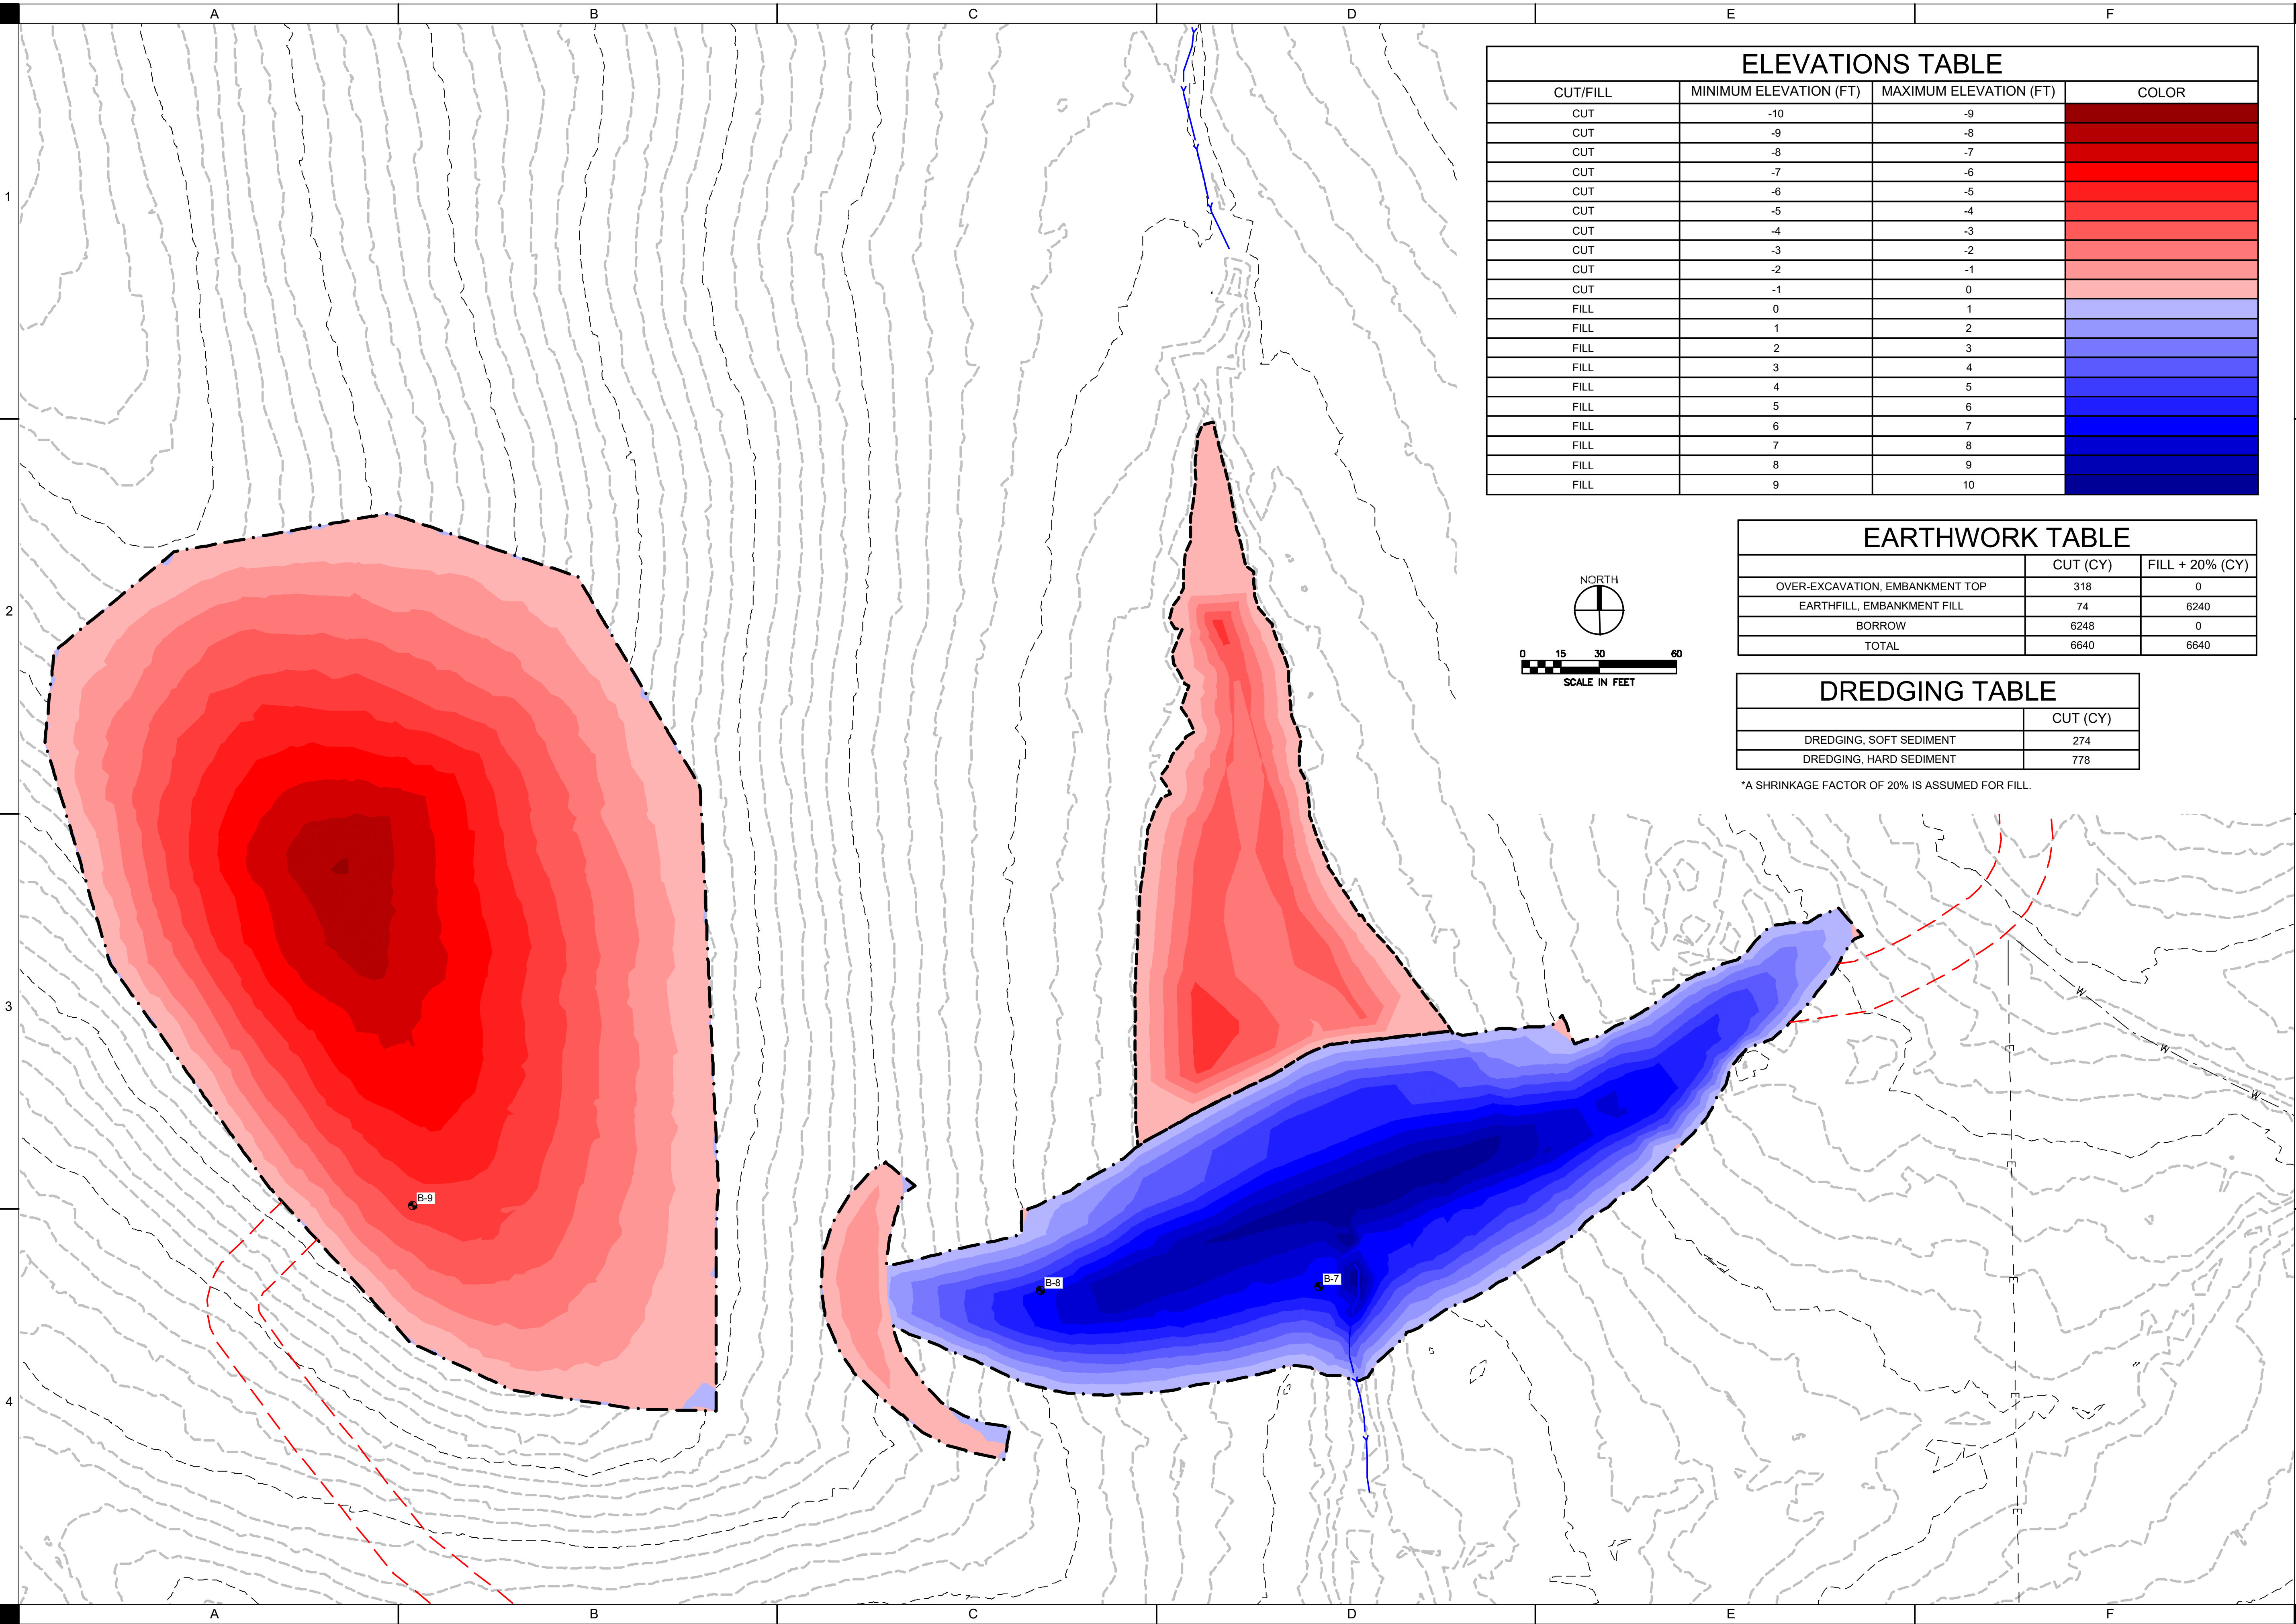 A B C D E F
ELEVATIONS TABLE
CUT/FILL MINIMUM ELEVATION (FT) MAXIMUM ELEVATION (FT) COLOR
CUT -10 -9
CUT -9 -8
CUT -8 -7
CUT -7 -6
CUT -6 -5
CUT -5 -4
CUT -4 -3
CUT -3 -2
CUT -2 -1
CUT -1 0
FILL 0 1
FILL 1 2
FILL 2 3
FILL 3 4
FILL 4 5
FILL 5 6
FILL 6 7
FILL 7 8
FILL 8 9
FILL 9 10
1
EARTHWORK TABLE
CUT (CY) FILL + 20% (CY)
OVER-EXCAVATION, EMBANKMENT TOP 318 0
EARTHFILL, EMBANKMENT FILL 74 6240
BORROW 6248 0
TOTAL 6640 6640
NORTH
0 15 30 60
SCALE IN FEET
2
DREDGING TABLE
CUT (CY)
DREDGING, SOFT SEDIMENT 274
DREDGING, HARD SEDIMENT 778
*A SHRINKAGE FACTOR OF 20% IS ASSUMED FOR FILL.
3
W
W
W
E
E
E
E
E
B-9
B-8
B-7
4
A B C D E F